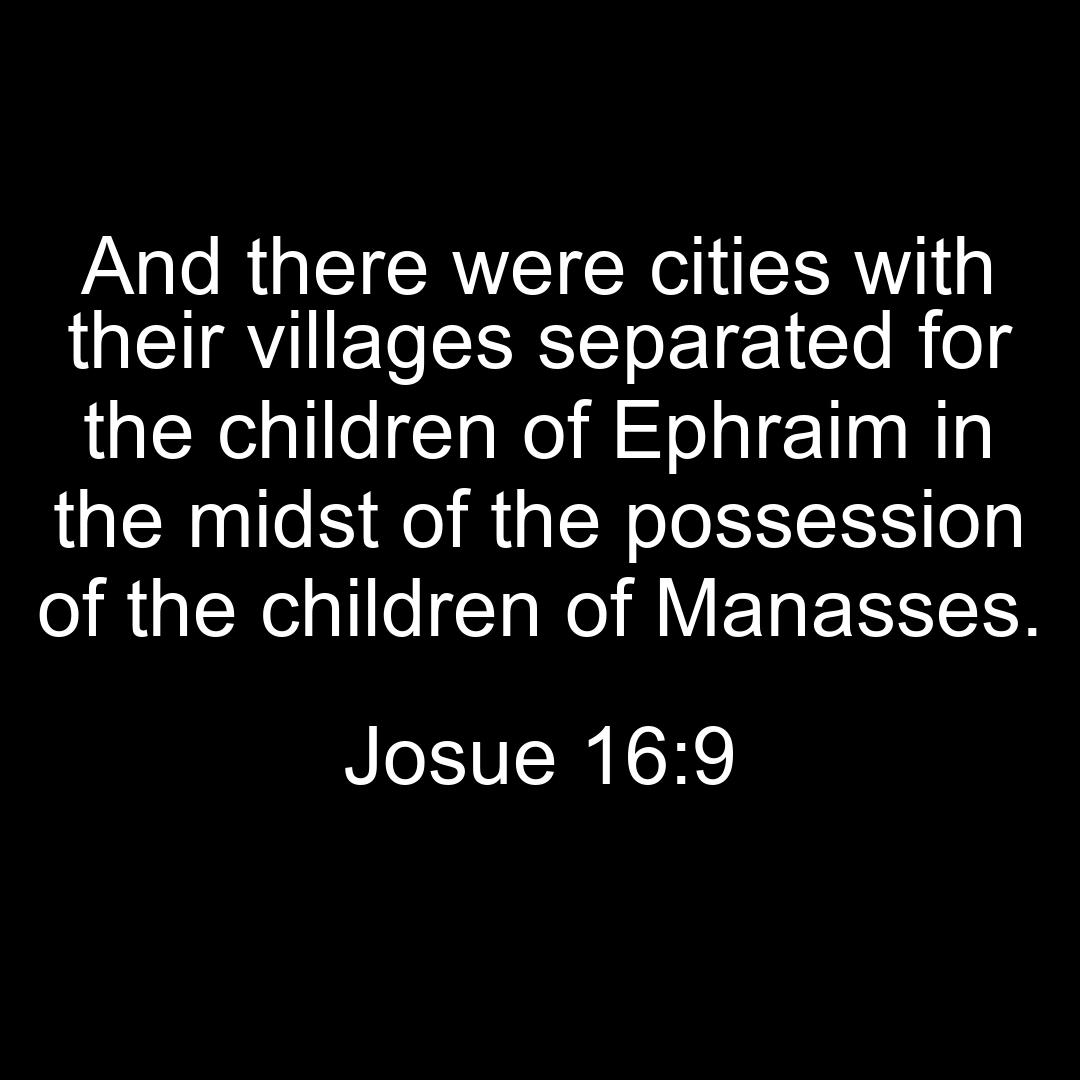 And there were cities with
their villages separated for
the children of Ephraim in
the midst of the possession
of the children of Manasses.
Josue 16:9